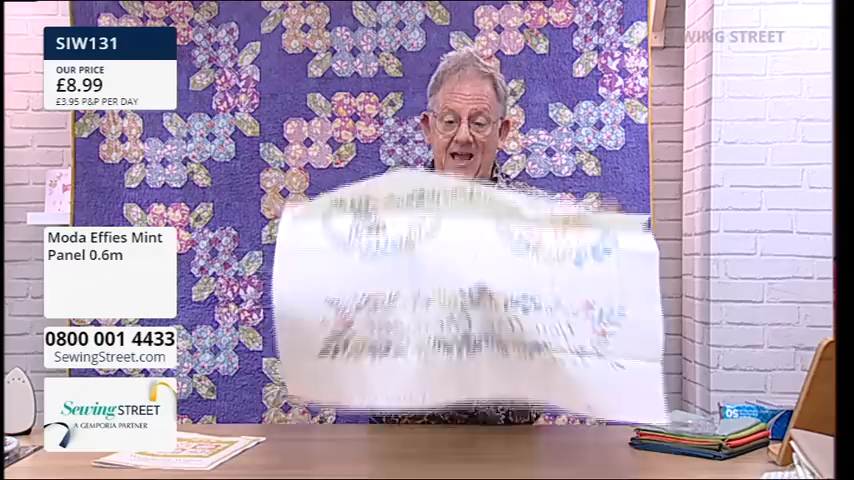 SIW131
OUR PRICE
£8.99
£3.95 P&P PER DAY
SEWING STREET
Moda Effies Mint
Panel 0.6m
0800 001 4433
SewingStreet.com
Sewing STREET
A GEMPORIA PARTNER